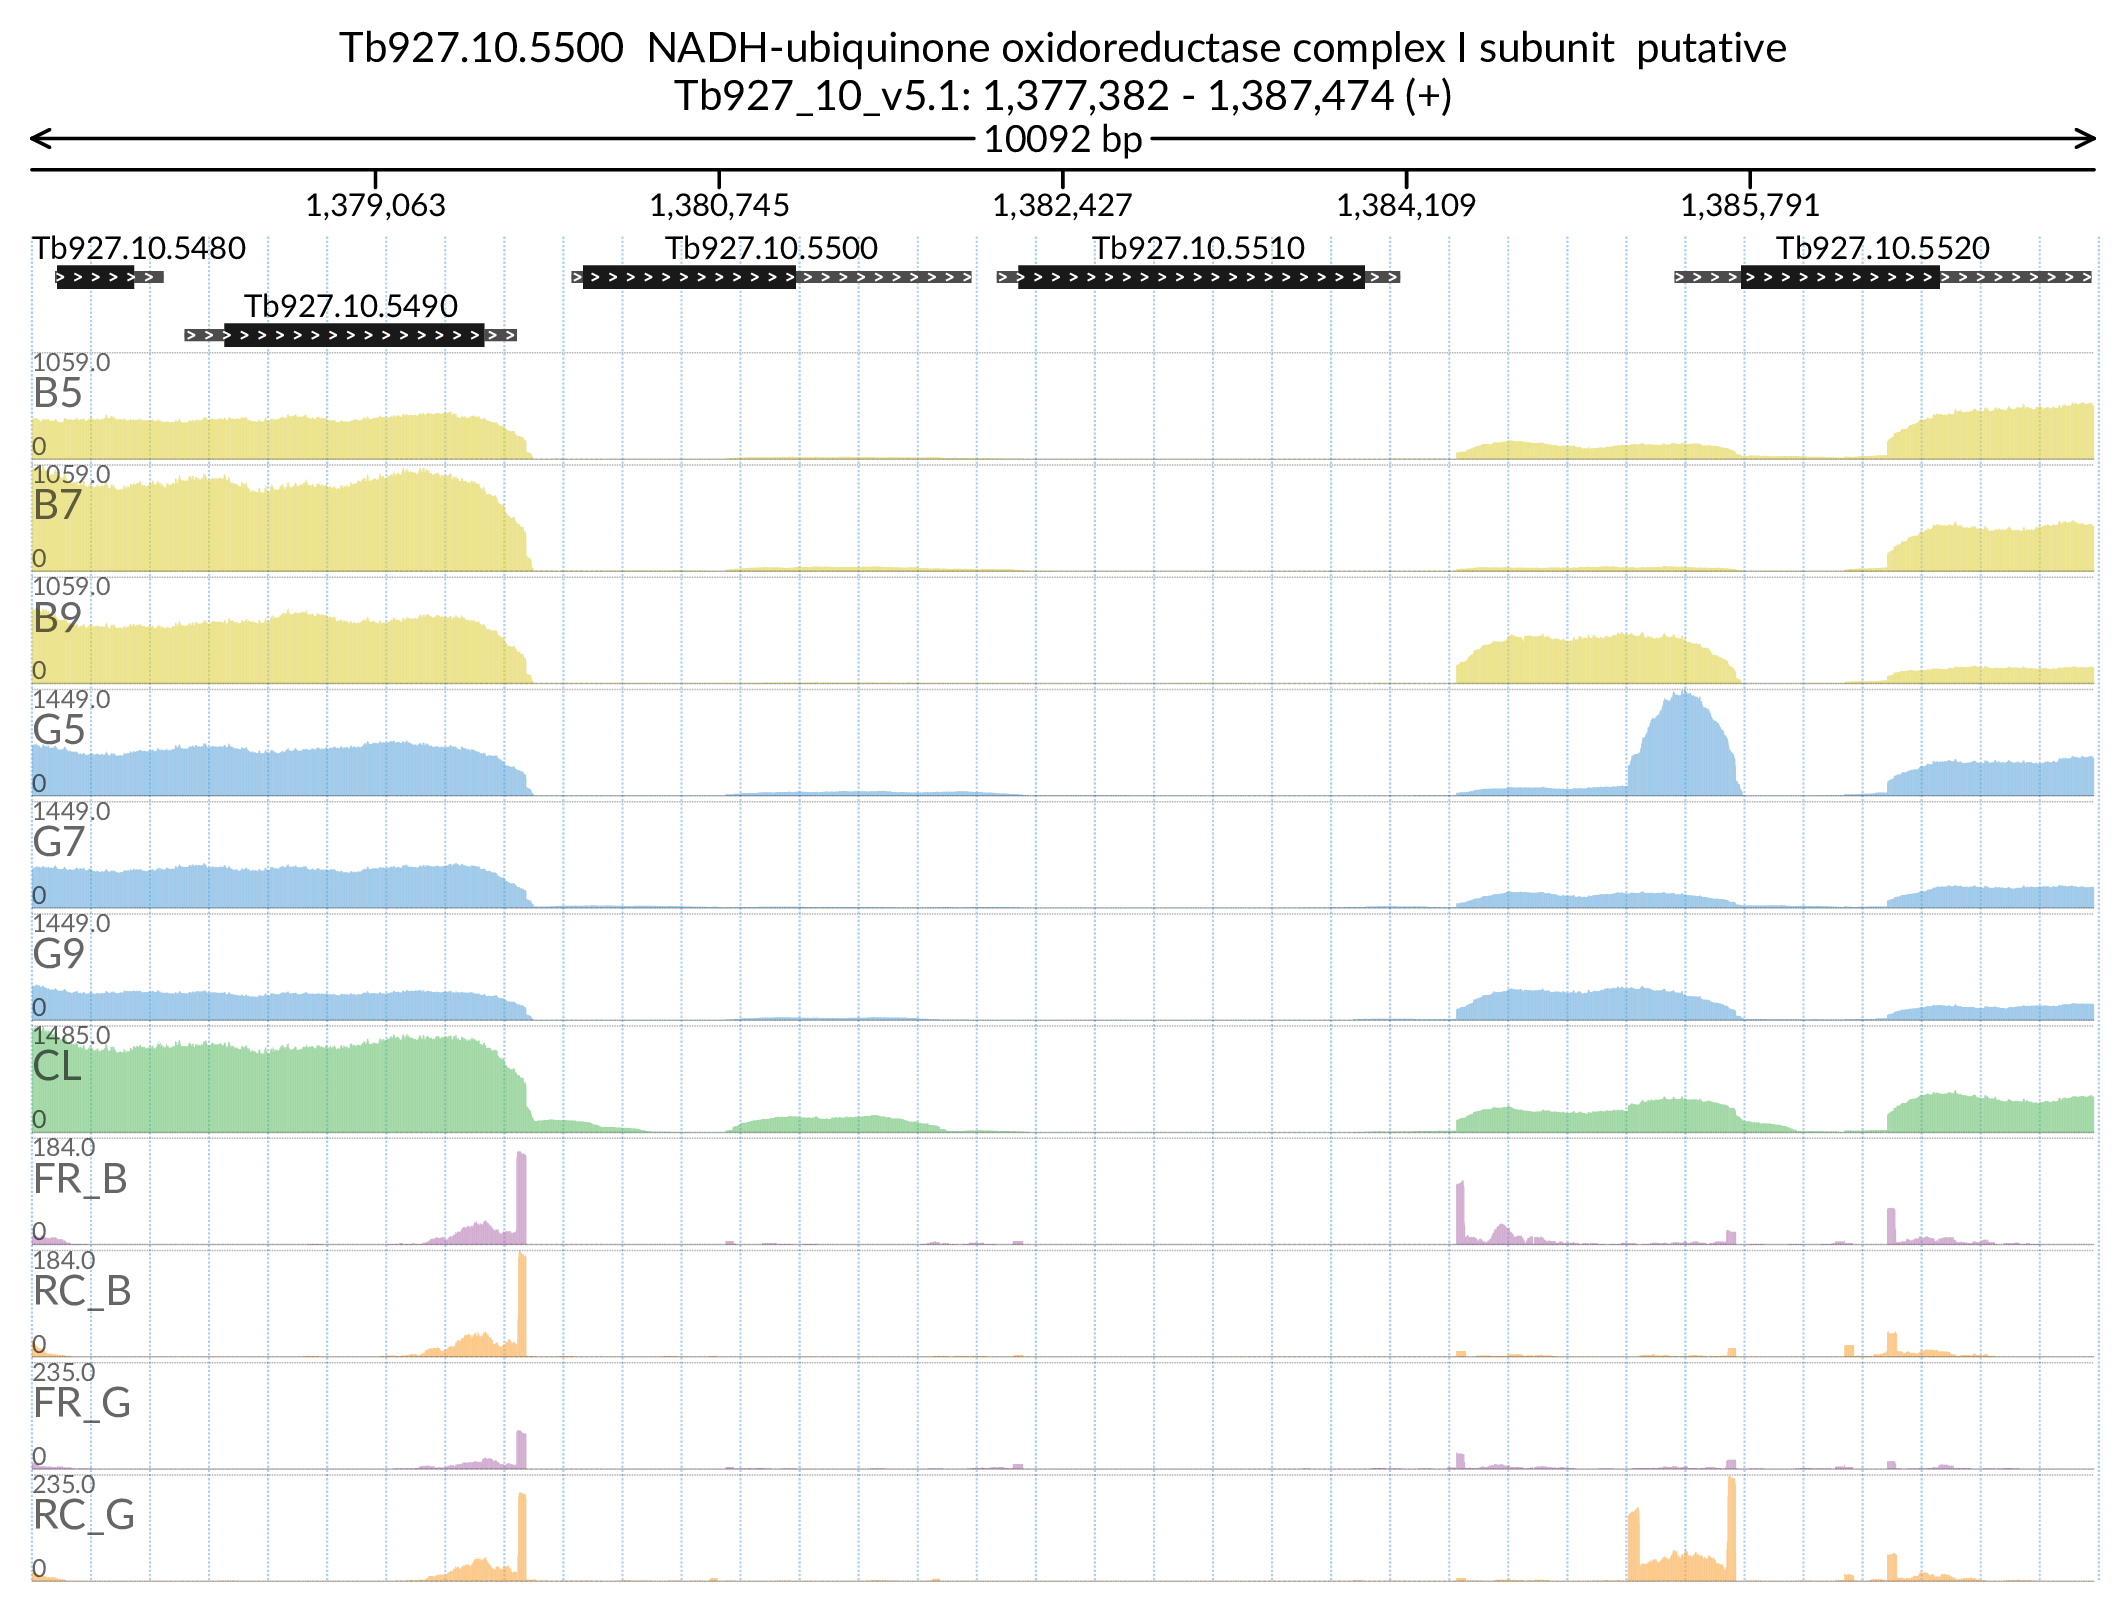 Tb927.10.5500  NADH-ubiquinone oxidoreductase complex I subunit  putative
Tb927_10_v5.1: 1,377,382 - 1,387,474 (+)
10092 bp
1,379,063 1,380,745 1,382,427 1,384,109 1,385,791
Tb927.10.5480 Tb927.10.5500 Tb927.10.5510 Tb927.10.5520
Tb927.10.5490
1059.0
B5
0
1059.0
B7
0
1059.0
B9
0
1449.0
G5
0
1449.0
G7
0
1449.0
G9
0
1485.0
CL
0
184.0
FR_B
0
184.0
RC_B
0
235.0
FR_G
0
235.0
RC_G
0